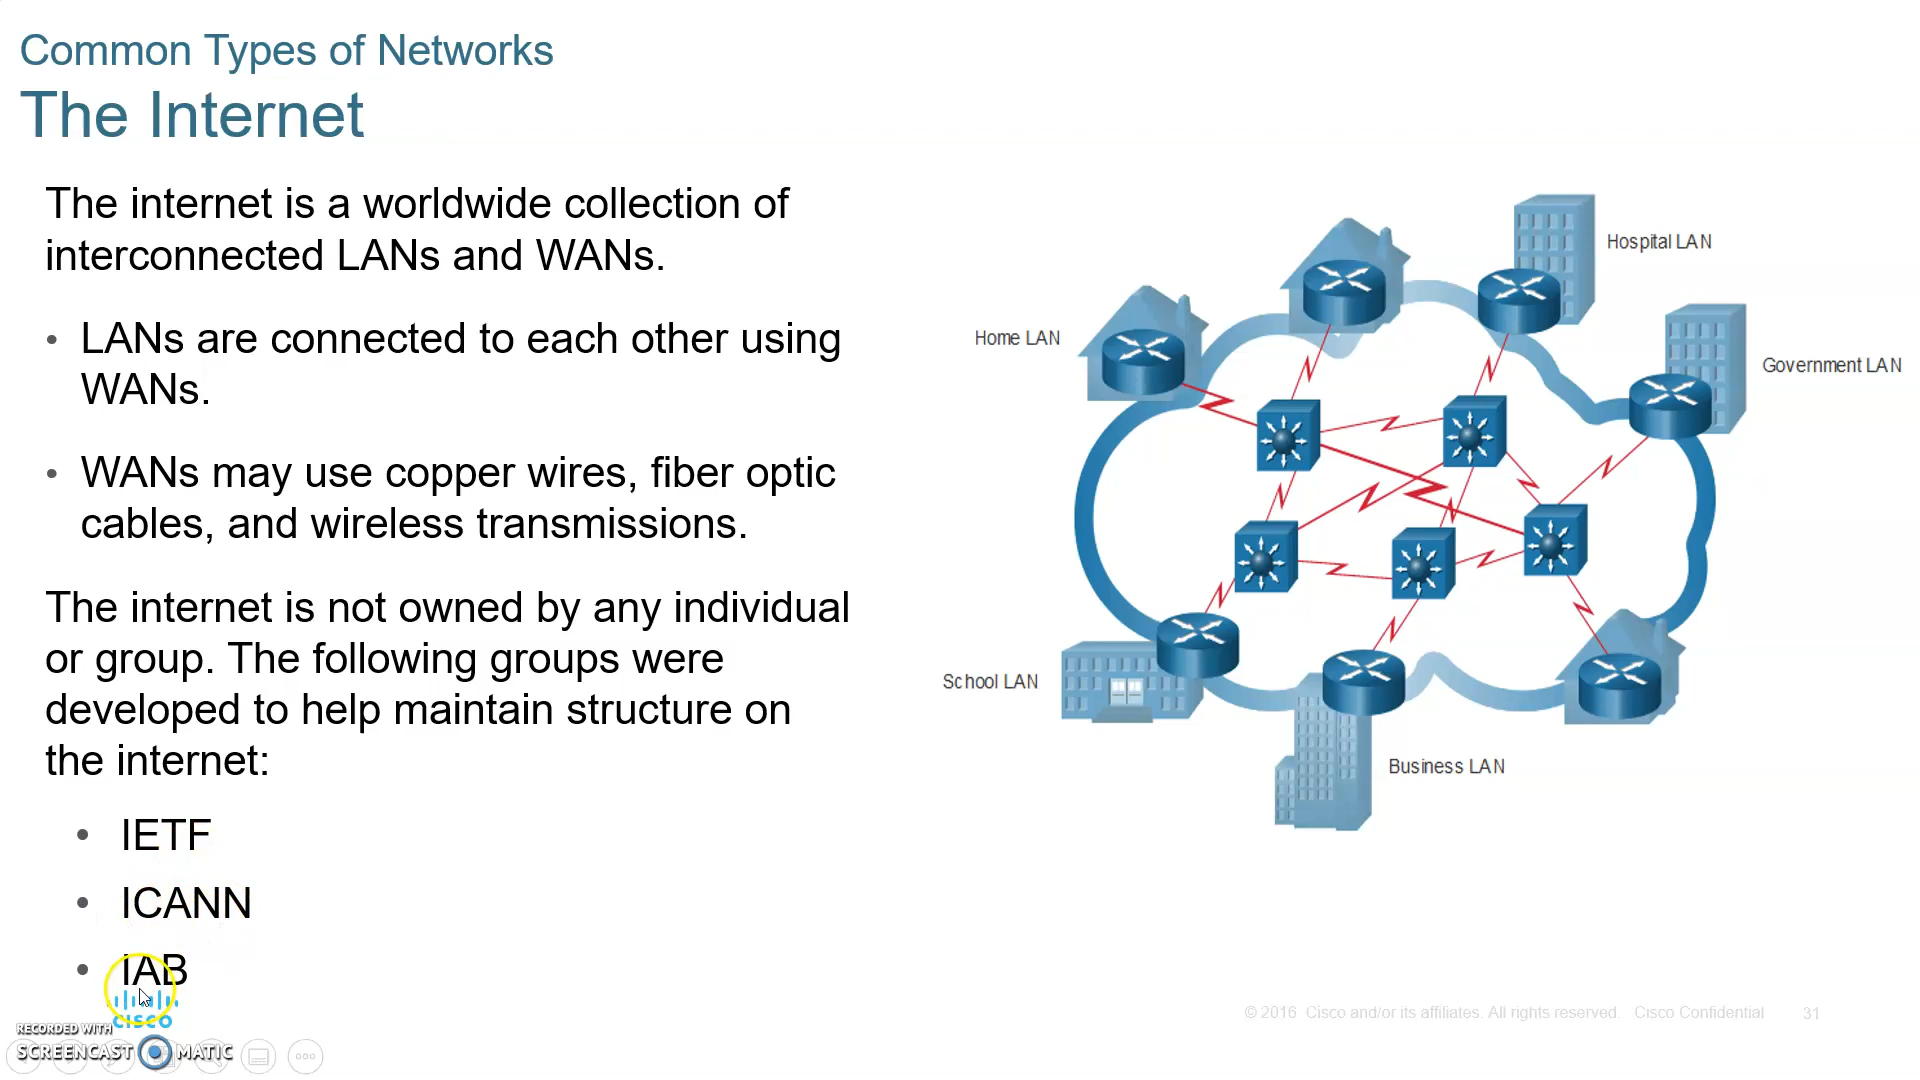 Common Types of Networks
The Internet
The internet is a worldwide collection of
interconnected LANs and WANs.
• LANs are connected to each other using
WANs.
• WANs may use copper wires, fiber optic
cables, and wireless transmissions.
The internet is not owned by any individual
or group. The following groups were
developed to help maintain structure on
the internet:
• IETF
• ICANN
• IAB
Hospital LAN
Home LAN
Government LAN
School LAN
Business LAN
CISCO
RECORDED WITH
SCREENCAST MATIC
© 2016 Cisco and/or its affiliates. All rights reserved. Cisco Confidential
31